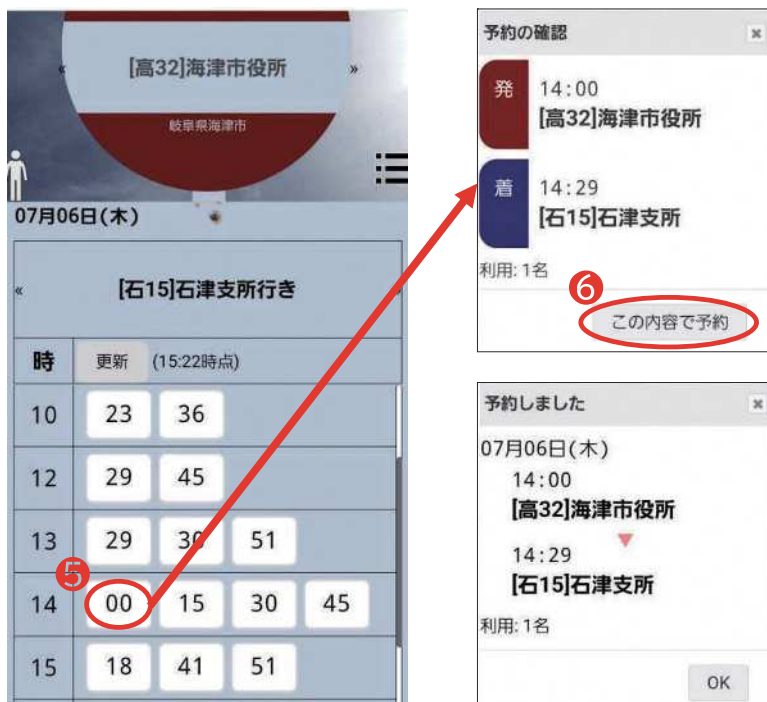 « [高32]海津市役所 »
岐阜県海津市
07月06日(木)
« [石15]石津支所行き
時 更新 (15:22時点)
10 23 36
12 29 45
13 29 30 51
❺
14 00 15 30 45
15 18 41 51
予約の確認 ×
発 14:00
[高32]海津市役所
着 14:29
[石15]石津支所
利用: 1名
❻
この内容で予約
予約しました ×
07月06日(木)
14:00
[高32]海津市役所
▼
14:29
[石15]石津支所
利用: 1名
OK